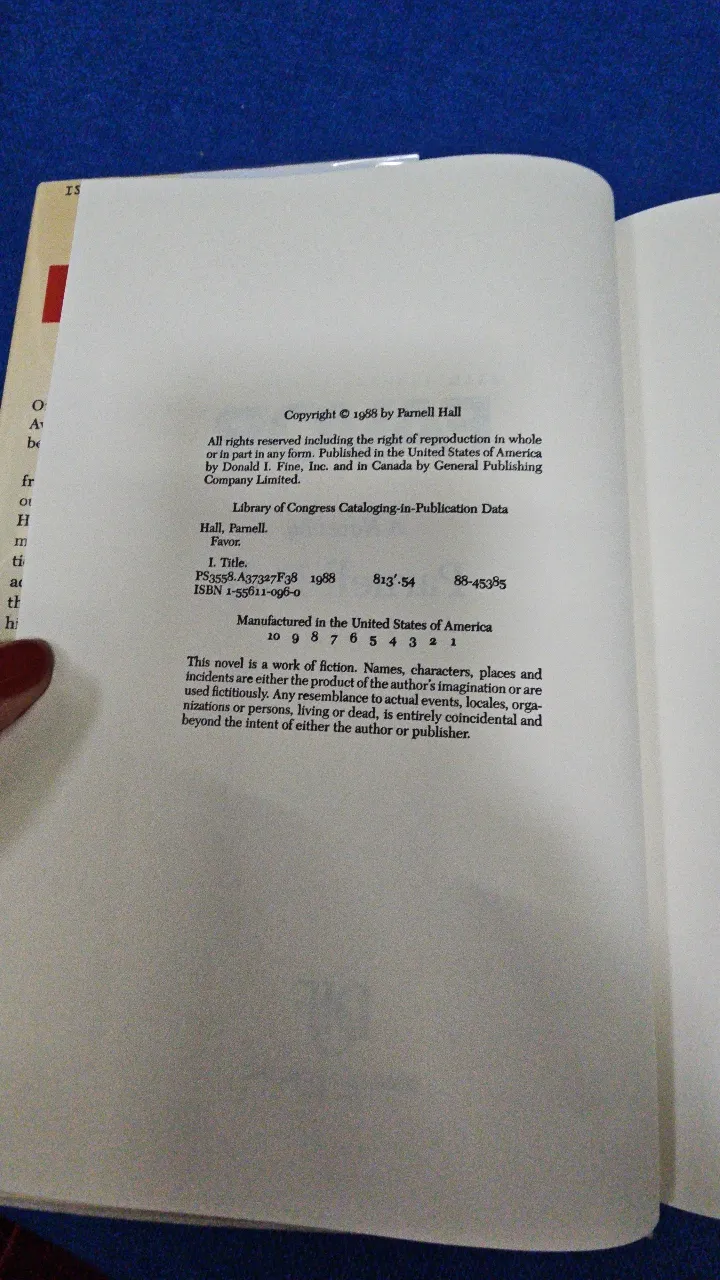 IS
Copyright © 1988 by Parnell Hall
All rights reserved including the right of reproduction in whole
or in part in any form. Published in the United States of America
by Donald I. Fine, Inc. and in Canada by General Publishing
Company Limited.
Library of Congress Cataloging-in-Publication Data
Hall, Parnell.
Favor.
I. Title.
PS3558.A37327F38 1988 813'.54 88-45385
ISBN 1-55611-096-0
Manufactured in the United States of America
10 9 8 7 6 5 4 3 2 1
This novel is a work of fiction. Names, characters, places and
incidents are either the product of the author's imagination or are
used fictitiously. Any resemblance to actual events, locales, orga-
nizations or persons, living or dead, is entirely coincidental and
beyond the intent of either the author or publisher.